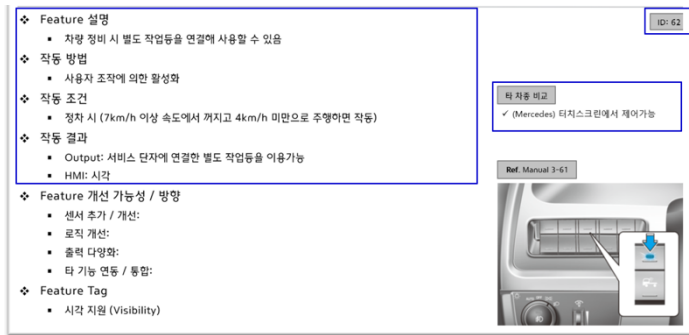 ❖ Feature 설명
▪ 차량 정비 시 별도 작업등을 연결해 사용할 수 있음
❖ 작동 방법
▪ 사용자 조작에 의한 활성화
❖ 작동 조건
▪ 정차 시 (7km/h 이상 속도에서 꺼지고 4km/h 미만으로 주행하면 작동)
❖ 작동 결과
▪ Output: 서비스 단자에 연결한 별도 작업등을 이용가능
▪ HMI: 시각
❖ Feature 개선 가능성 / 방향
▪ 센서 추가 / 개선:
▪ 로직 개선:
▪ 출력 다양화:
▪ 타 기능 연동 / 통합:
❖ Feature Tag
▪ 시각 지원 (Visibility)
ID: 62
타 차종 비교
✓ (Mercedes) 터치스크린에서 제어가능
Ref. Manual 3-61